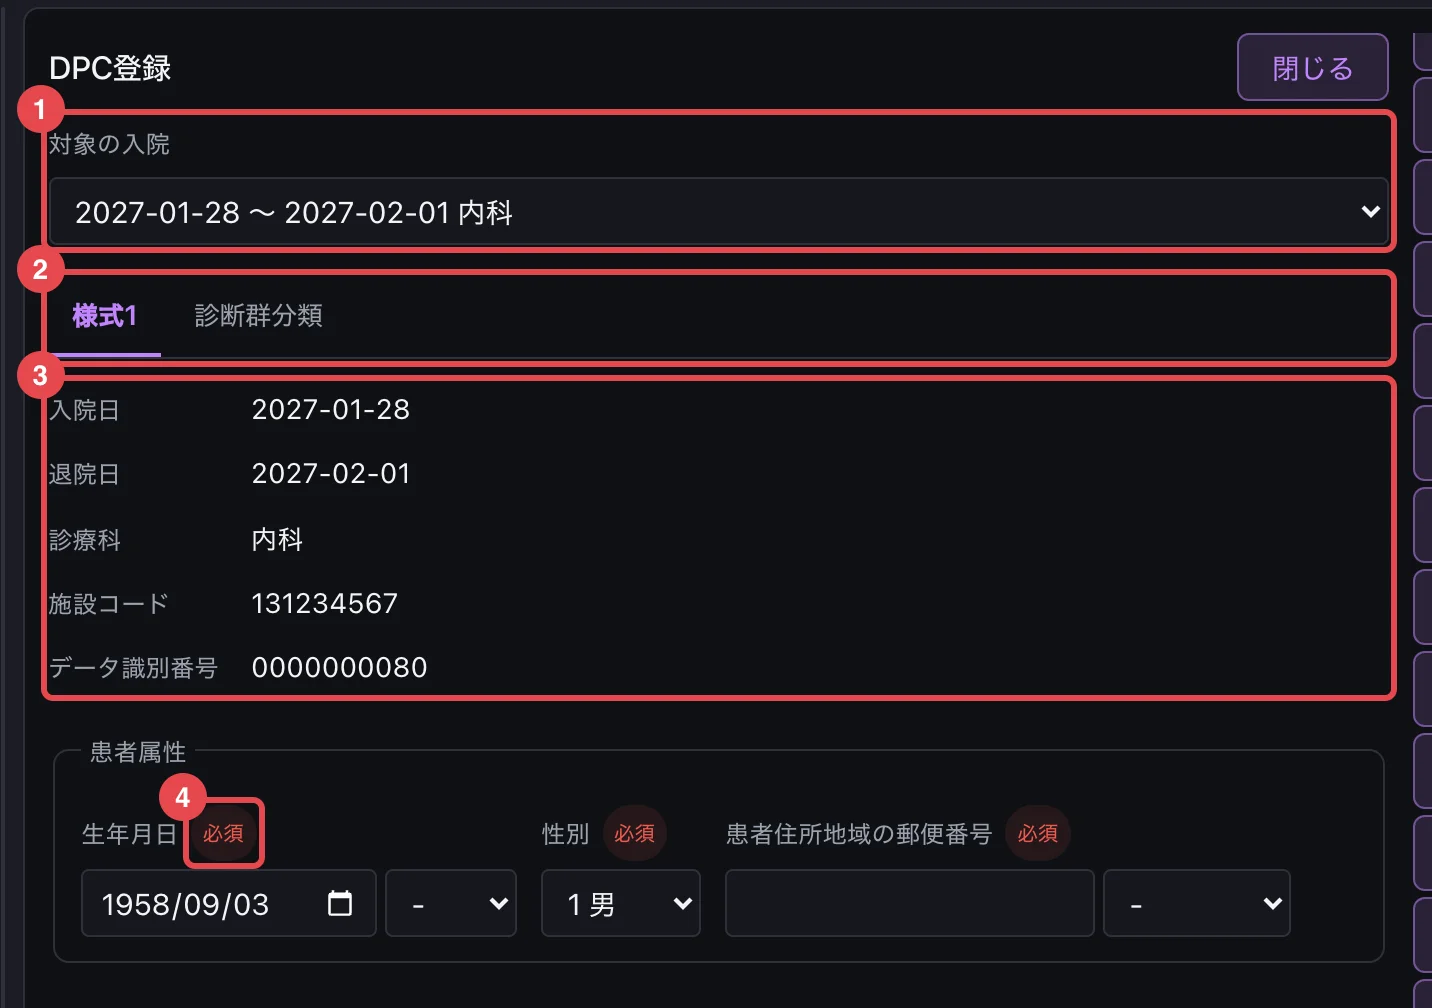 DPC登録
閉じる
1
対象の入院
2027-01-28 〜 2027-02-01 内科
2
様式1 診断群分類
3
入院日 2027-01-28
退院日 2027-02-01
診療科 内科
施設コード 131234567
データ識別番号 0000000080
患者属性
4
生年月日 必須 性別 必須 患者住所地域の郵便番号 必須
1958/09/03 - 1 男 -